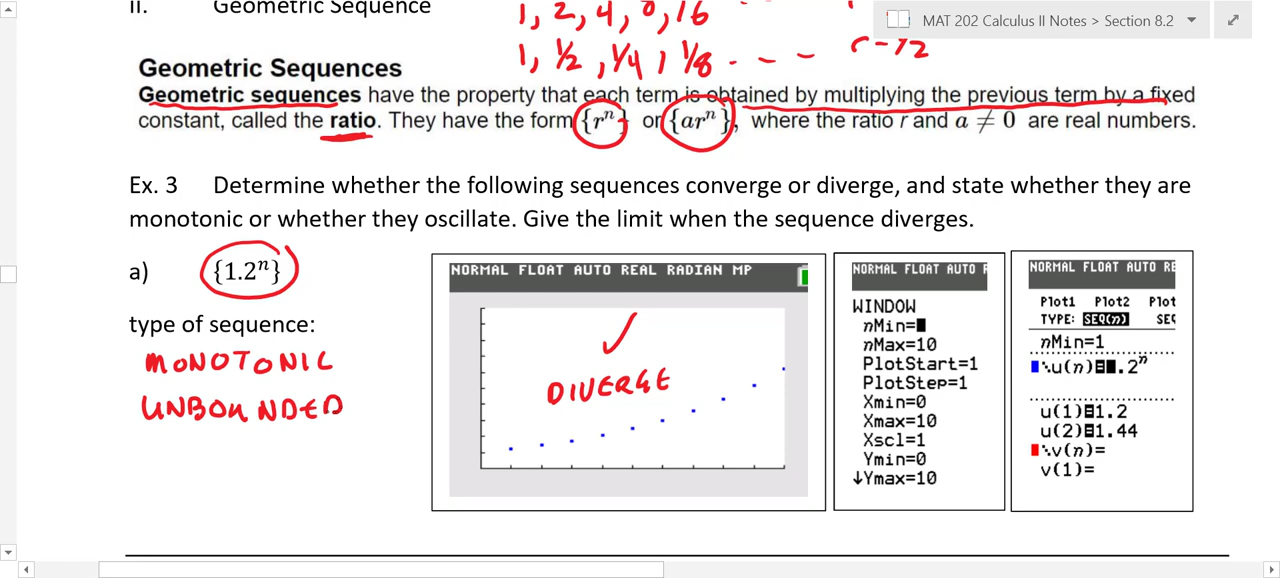 MAT 202 Calculus II Notes > Section 8.2
II. Geometric Sequence
1, 2, 4, 8, 16
1, 1/2, 1/4, 1/8 - - -
Geometric Sequences
Geometric sequences have the property that each term is obtained by multiplying the previous term by a fixed
constant, called the ratio. They have the form {rⁿ} or {arⁿ}, where the ratio r and a ≠ 0 are real numbers.
Ex. 3 Determine whether the following sequences converge or diverge, and state whether they are
monotonic or whether they oscillate. Give the limit when the sequence diverges.
a) {1.2ⁿ}
type of sequence:
MONOTONIC
UNBOUNDED
NORMAL FLOAT AUTO REAL RADIAN MP
DIVERGE
NORMAL FLOAT AUTO
WINDOW
nMin=
nMax=10
PlotStart=1
PlotStep=1
Xmin=0
Xmax=10
Xscl=1
Ymin=0
↓Ymax=10
NORMAL FLOAT AUTO RE
Plot1 Plot2 Plot
TYPE: SEQ(n) SEQ
nMin=1
u(n)= .2ⁿ
u(1)=1.2
u(2)=1.44
v(n)=
v(1)=